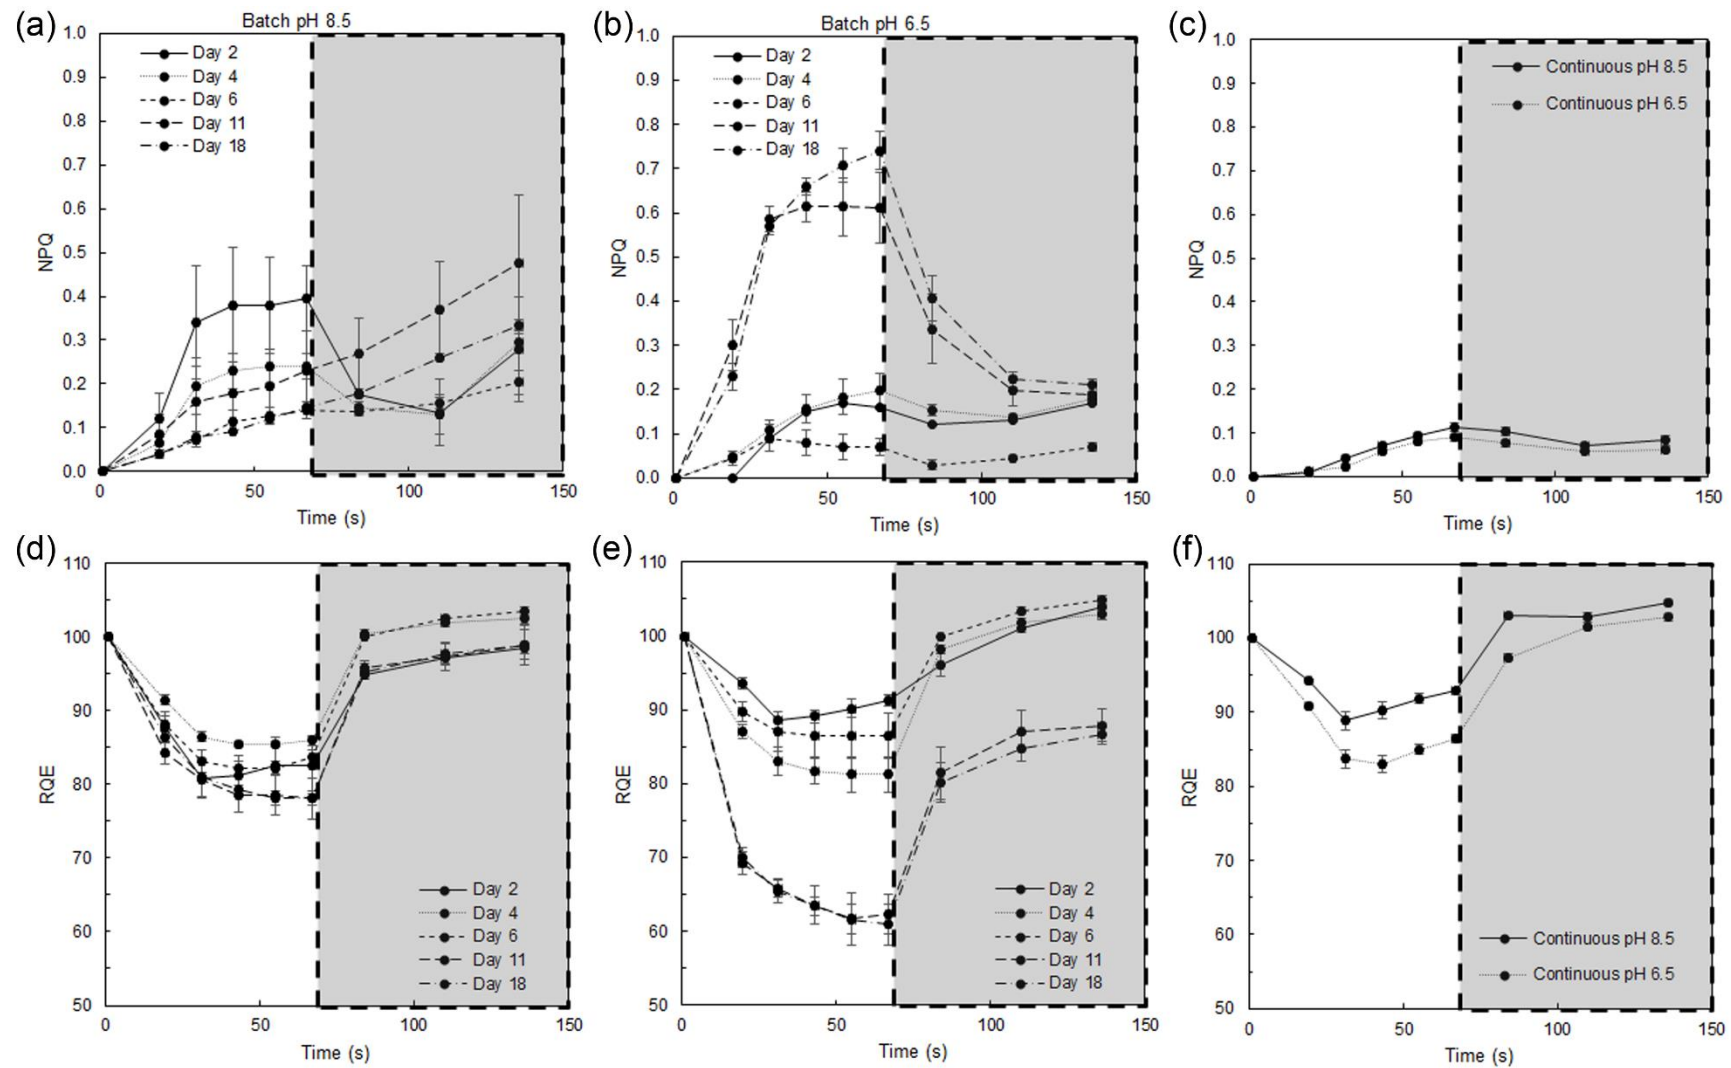 (a)
Batch pH 8.5
1.0
0.9
0.8
0.7
0.6
0.5
0.4
0.3
0.2
0.1
0.0
NPQ
Day 2
Day 4
Day 6
Day 11
Day 18
0 50 100 150
Time (s)
(b)
Batch pH 6.5
1.0
0.9
0.8
0.7
0.6
0.5
0.4
0.3
0.2
0.1
0.0
NPQ
Day 2
Day 4
Day 6
Day 11
Day 18
0 50 100 150
Time (s)
(c)
1.0
0.9
0.8
0.7
0.6
0.5
0.4
0.3
0.2
0.1
0.0
NPQ
Continuous pH 8.5
Continuous pH 6.5
0 50 100 150
Time (s)
(d)
110
100
90
80
70
60
50
RQE
Day 2
Day 4
Day 6
Day 11
Day 18
0 50 100 150
Time (s)
(e)
110
100
90
80
70
60
50
RQE
Day 2
Day 4
Day 6
Day 11
Day 18
0 50 100 150
Time (s)
(f)
110
100
90
80
70
60
50
RQE
Continuous pH 8.5
Continuous pH 6.5
0 50 100 150
Time (s)